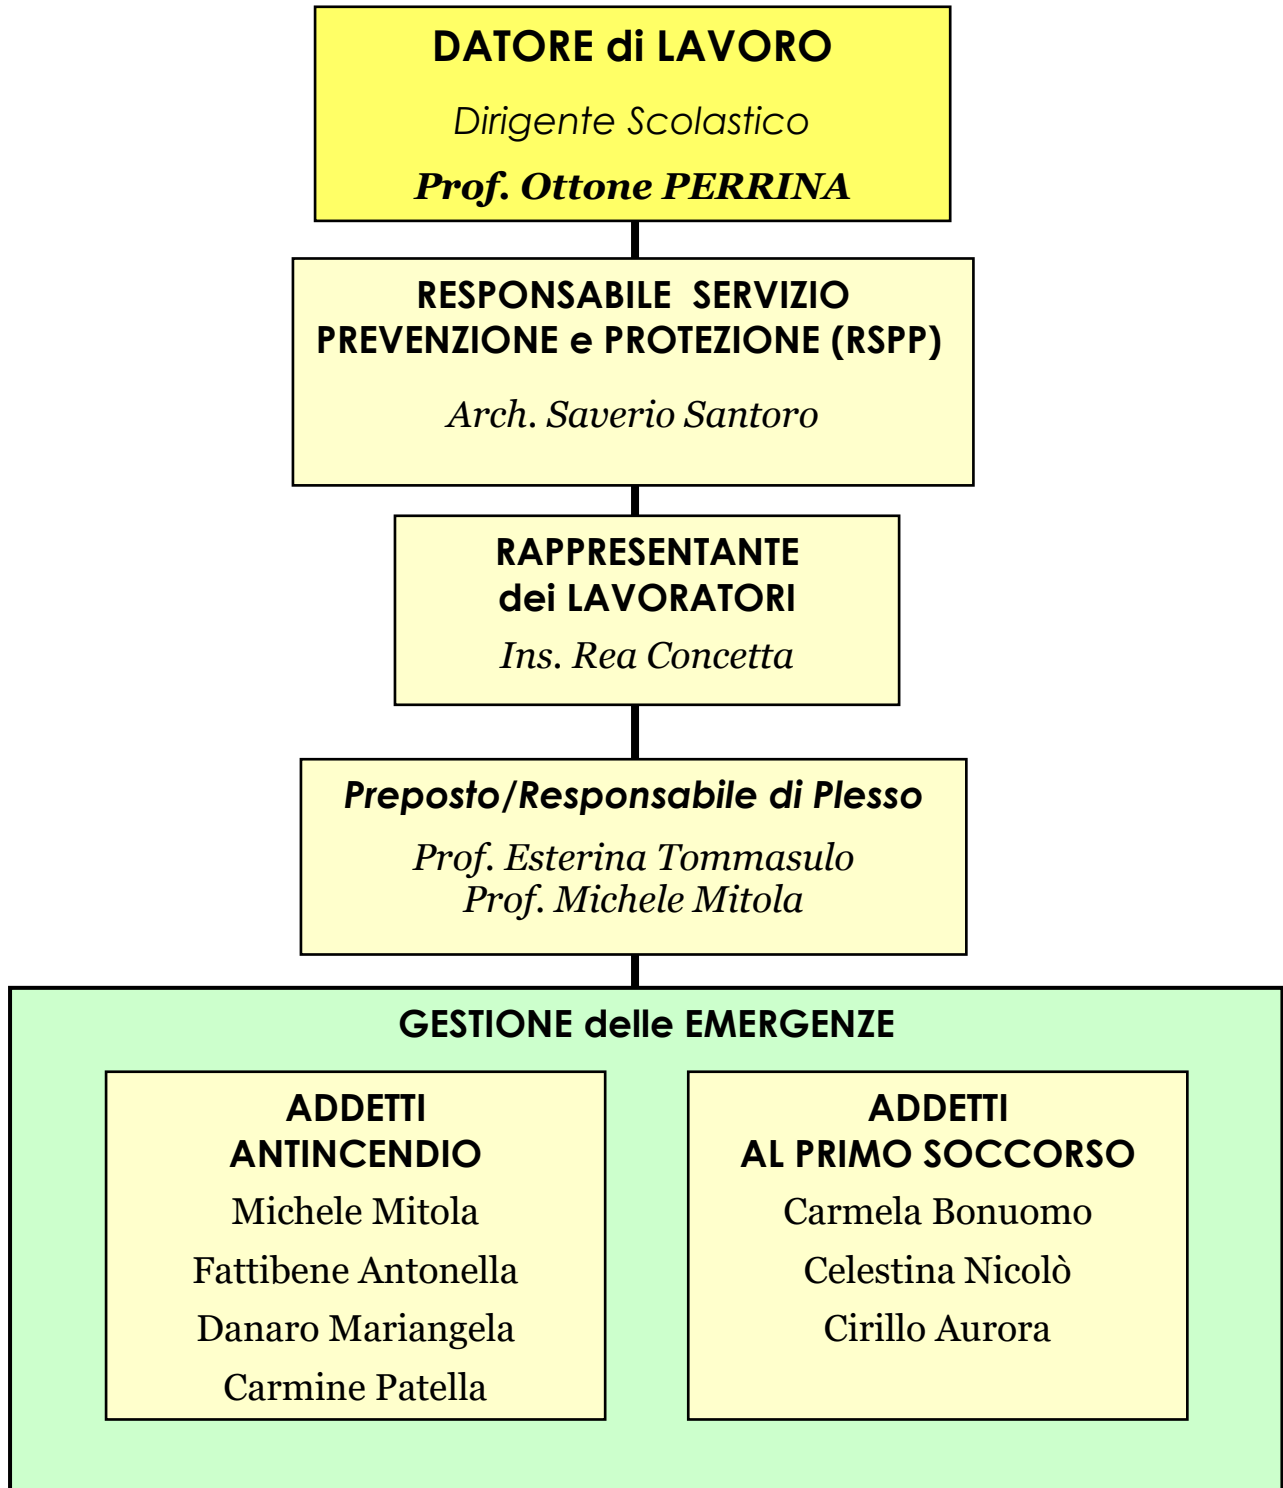 DATORE di LAVORO
Dirigente Scolastico
Prof. Ottone PERRINA
RESPONSABILE SERVIZIO
PREVENZIONE e PROTEZIONE (RSPP)
Arch. Saverio Santoro
RAPPRESENTANTE
dei LAVORATORI
Ins. Rea Concetta
Preposto/Responsabile di Plesso
Prof. Esterina Tommasulo
Prof. Michele Mitola
GESTIONE delle EMERGENZE
ADDETTI
ANTINCENDIO
Michele Mitola
Fattibene Antonella
Danaro Mariangela
Carmine Patella
ADDETTI
AL PRIMO SOCCORSO
Carmela Bonuomo
Celestina Nicolò
Cirillo Aurora